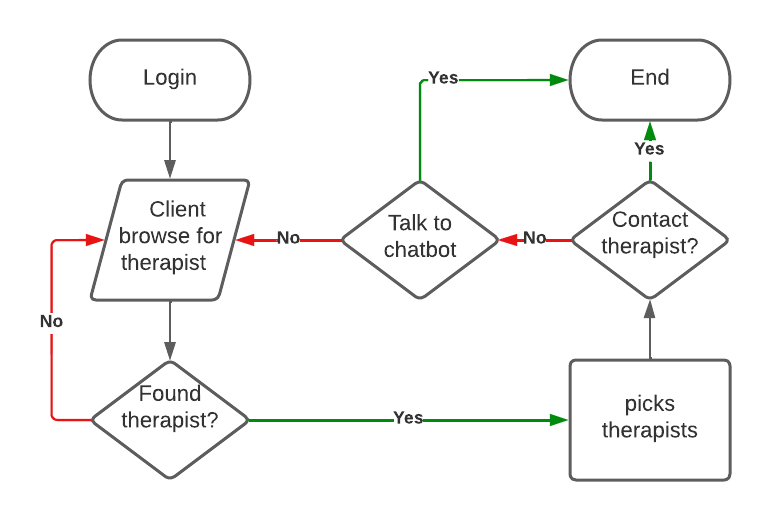 Login
Yes
End
Yes
Client
browse for
therapist
No
Talk to
chatbot
No
Contact
therapist?
No
Found
therapist?
Yes
picks
therapists